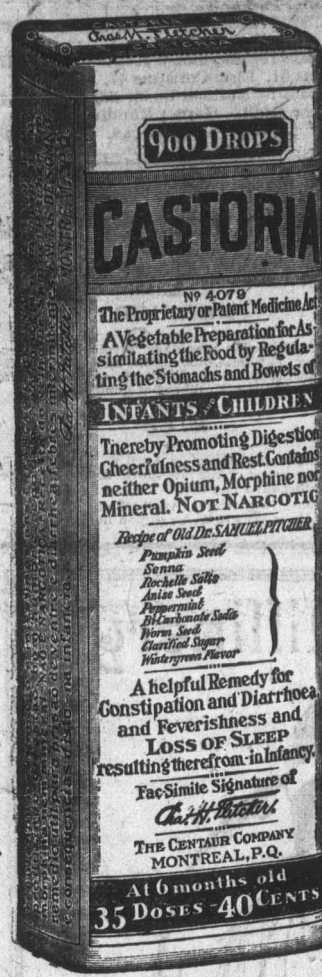 CASTORIA
Chas. H. Fletcher
CASTORIA
900 DROPS
CASTORIA
Nº 4079
The Proprietary or Patent Medicine Act
A Vegetable Preparation for As-
similating the Food by Regula-
ting the Stomachs and Bowels of
INFANTS AND CHILDREN
Thereby Promoting Digestion
Cheerfulness and Rest. Contains
neither Opium, Morphine nor
Mineral. NOT NARCOTIC
Recipe of Old Dr. SAMUEL PITCHER
Pumpkin Seed
Senna
Rochelle Salts
Anise Seed
Peppermint
Bi-Carbonate Soda
Worm Seed
Clarified Sugar
Wintergreen Flavor
A helpful Remedy for
Constipation and Diarrhoea,
and Feverishness and
LOSS OF SLEEP
resulting therefrom-in Infancy.
Fac-Simile Signature of
Chas. H. Fletcher.
THE CENTAUR COMPANY
MONTREAL, P.Q.
At 6 months old
35 DOSES - 40 CENTS